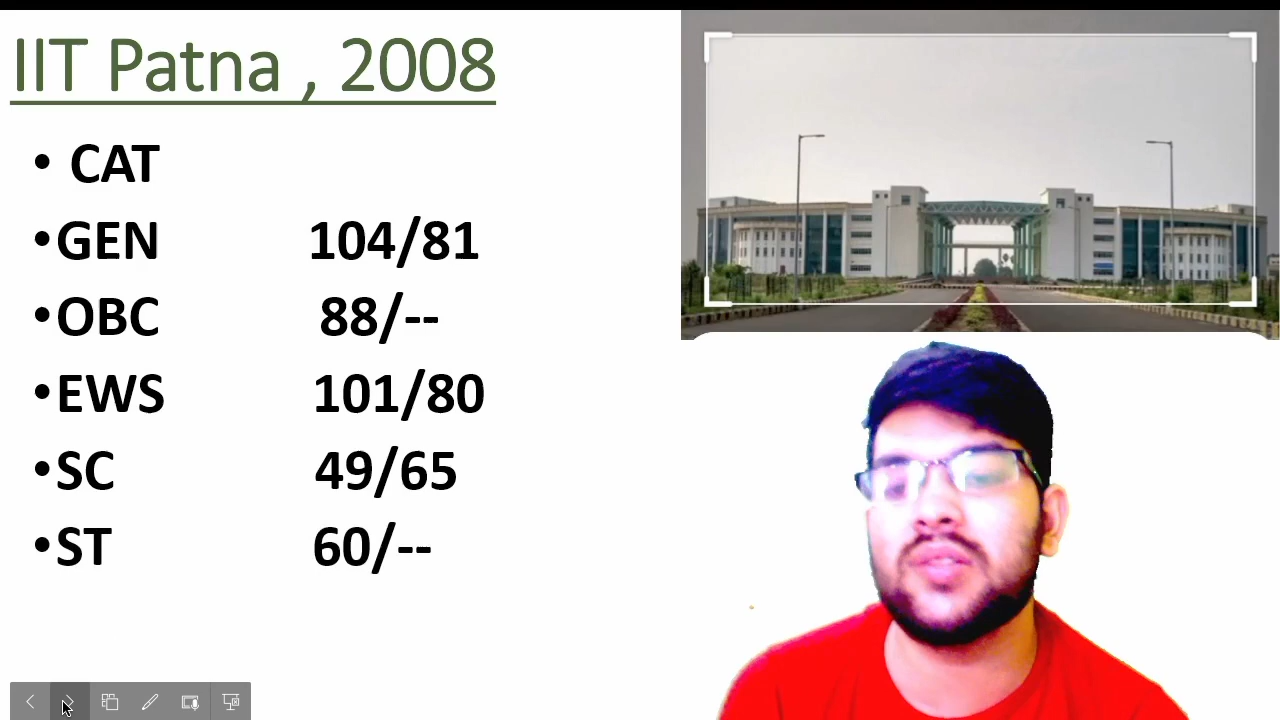 IIT Patna , 2008
• CAT
•GEN 104/81
•OBC 88/--
•EWS 101/80
•SC 49/65
•ST 60/--